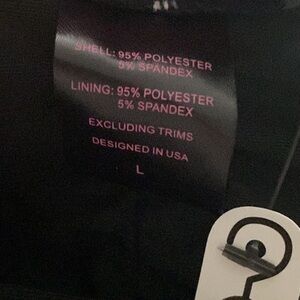 SHELL: 95% POLYESTER
5% SPANDEX
LINING: 95% POLYESTER
5% SPANDEX
EXCLUDING TRIMS
DESIGNED IN USA
L